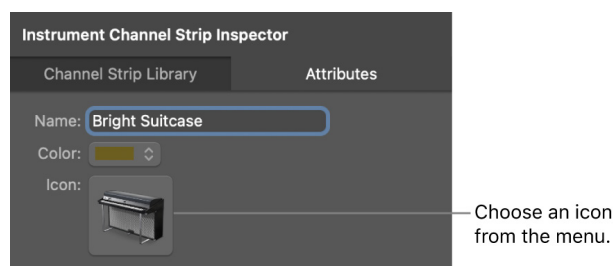 Instrument Channel Strip Inspector
Channel Strip Library Attributes
Name: Bright Suitcase
Color:
Icon:
Choose an icon
from the menu.